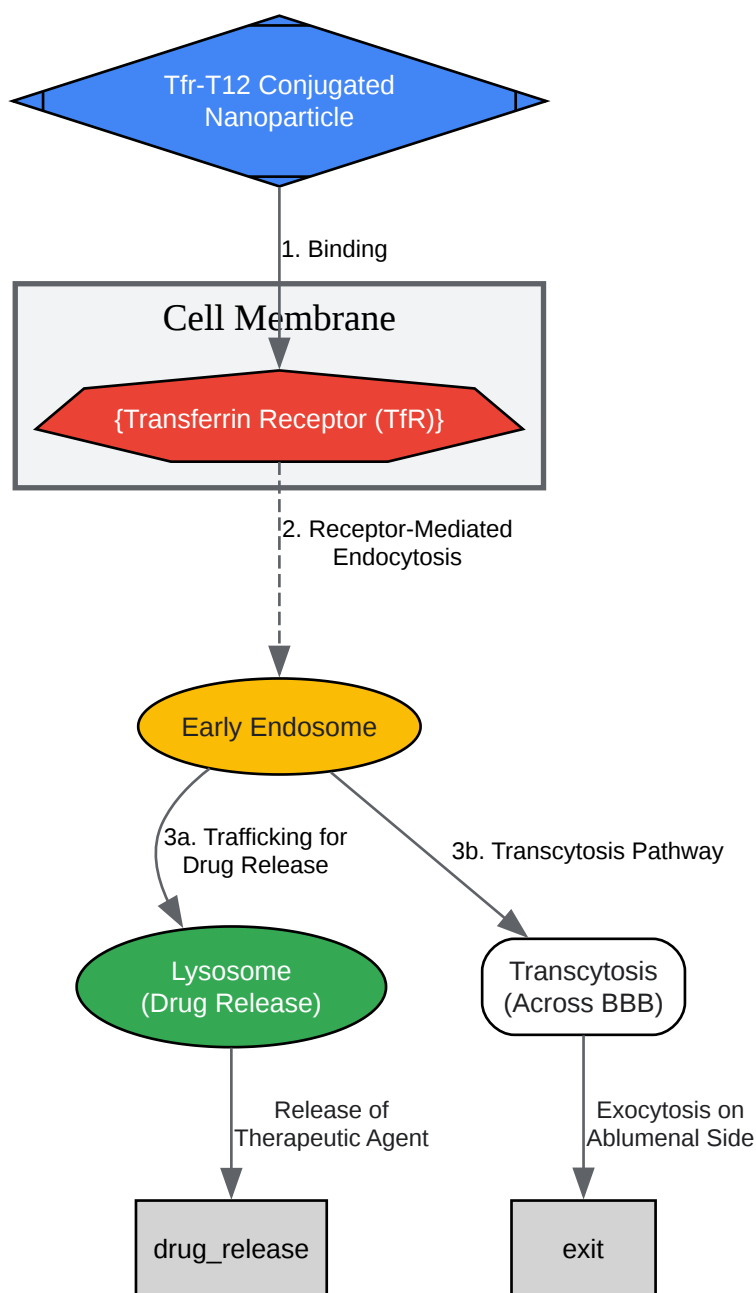 Tfr-T12 Conjugated
Nanoparticle
1. Binding
Cell Membrane
{Transferrin Receptor (TfR)}
2. Receptor-Mediated
Endocytosis
Early Endosome
3a. Trafficking for
Drug Release
3b. Transcytosis Pathway
Lysosome
(Drug Release)
Transcytosis
(Across BBB)
Release of
Therapeutic Agent
Exocytosis on
Ablumenal Side
drug_release
exit